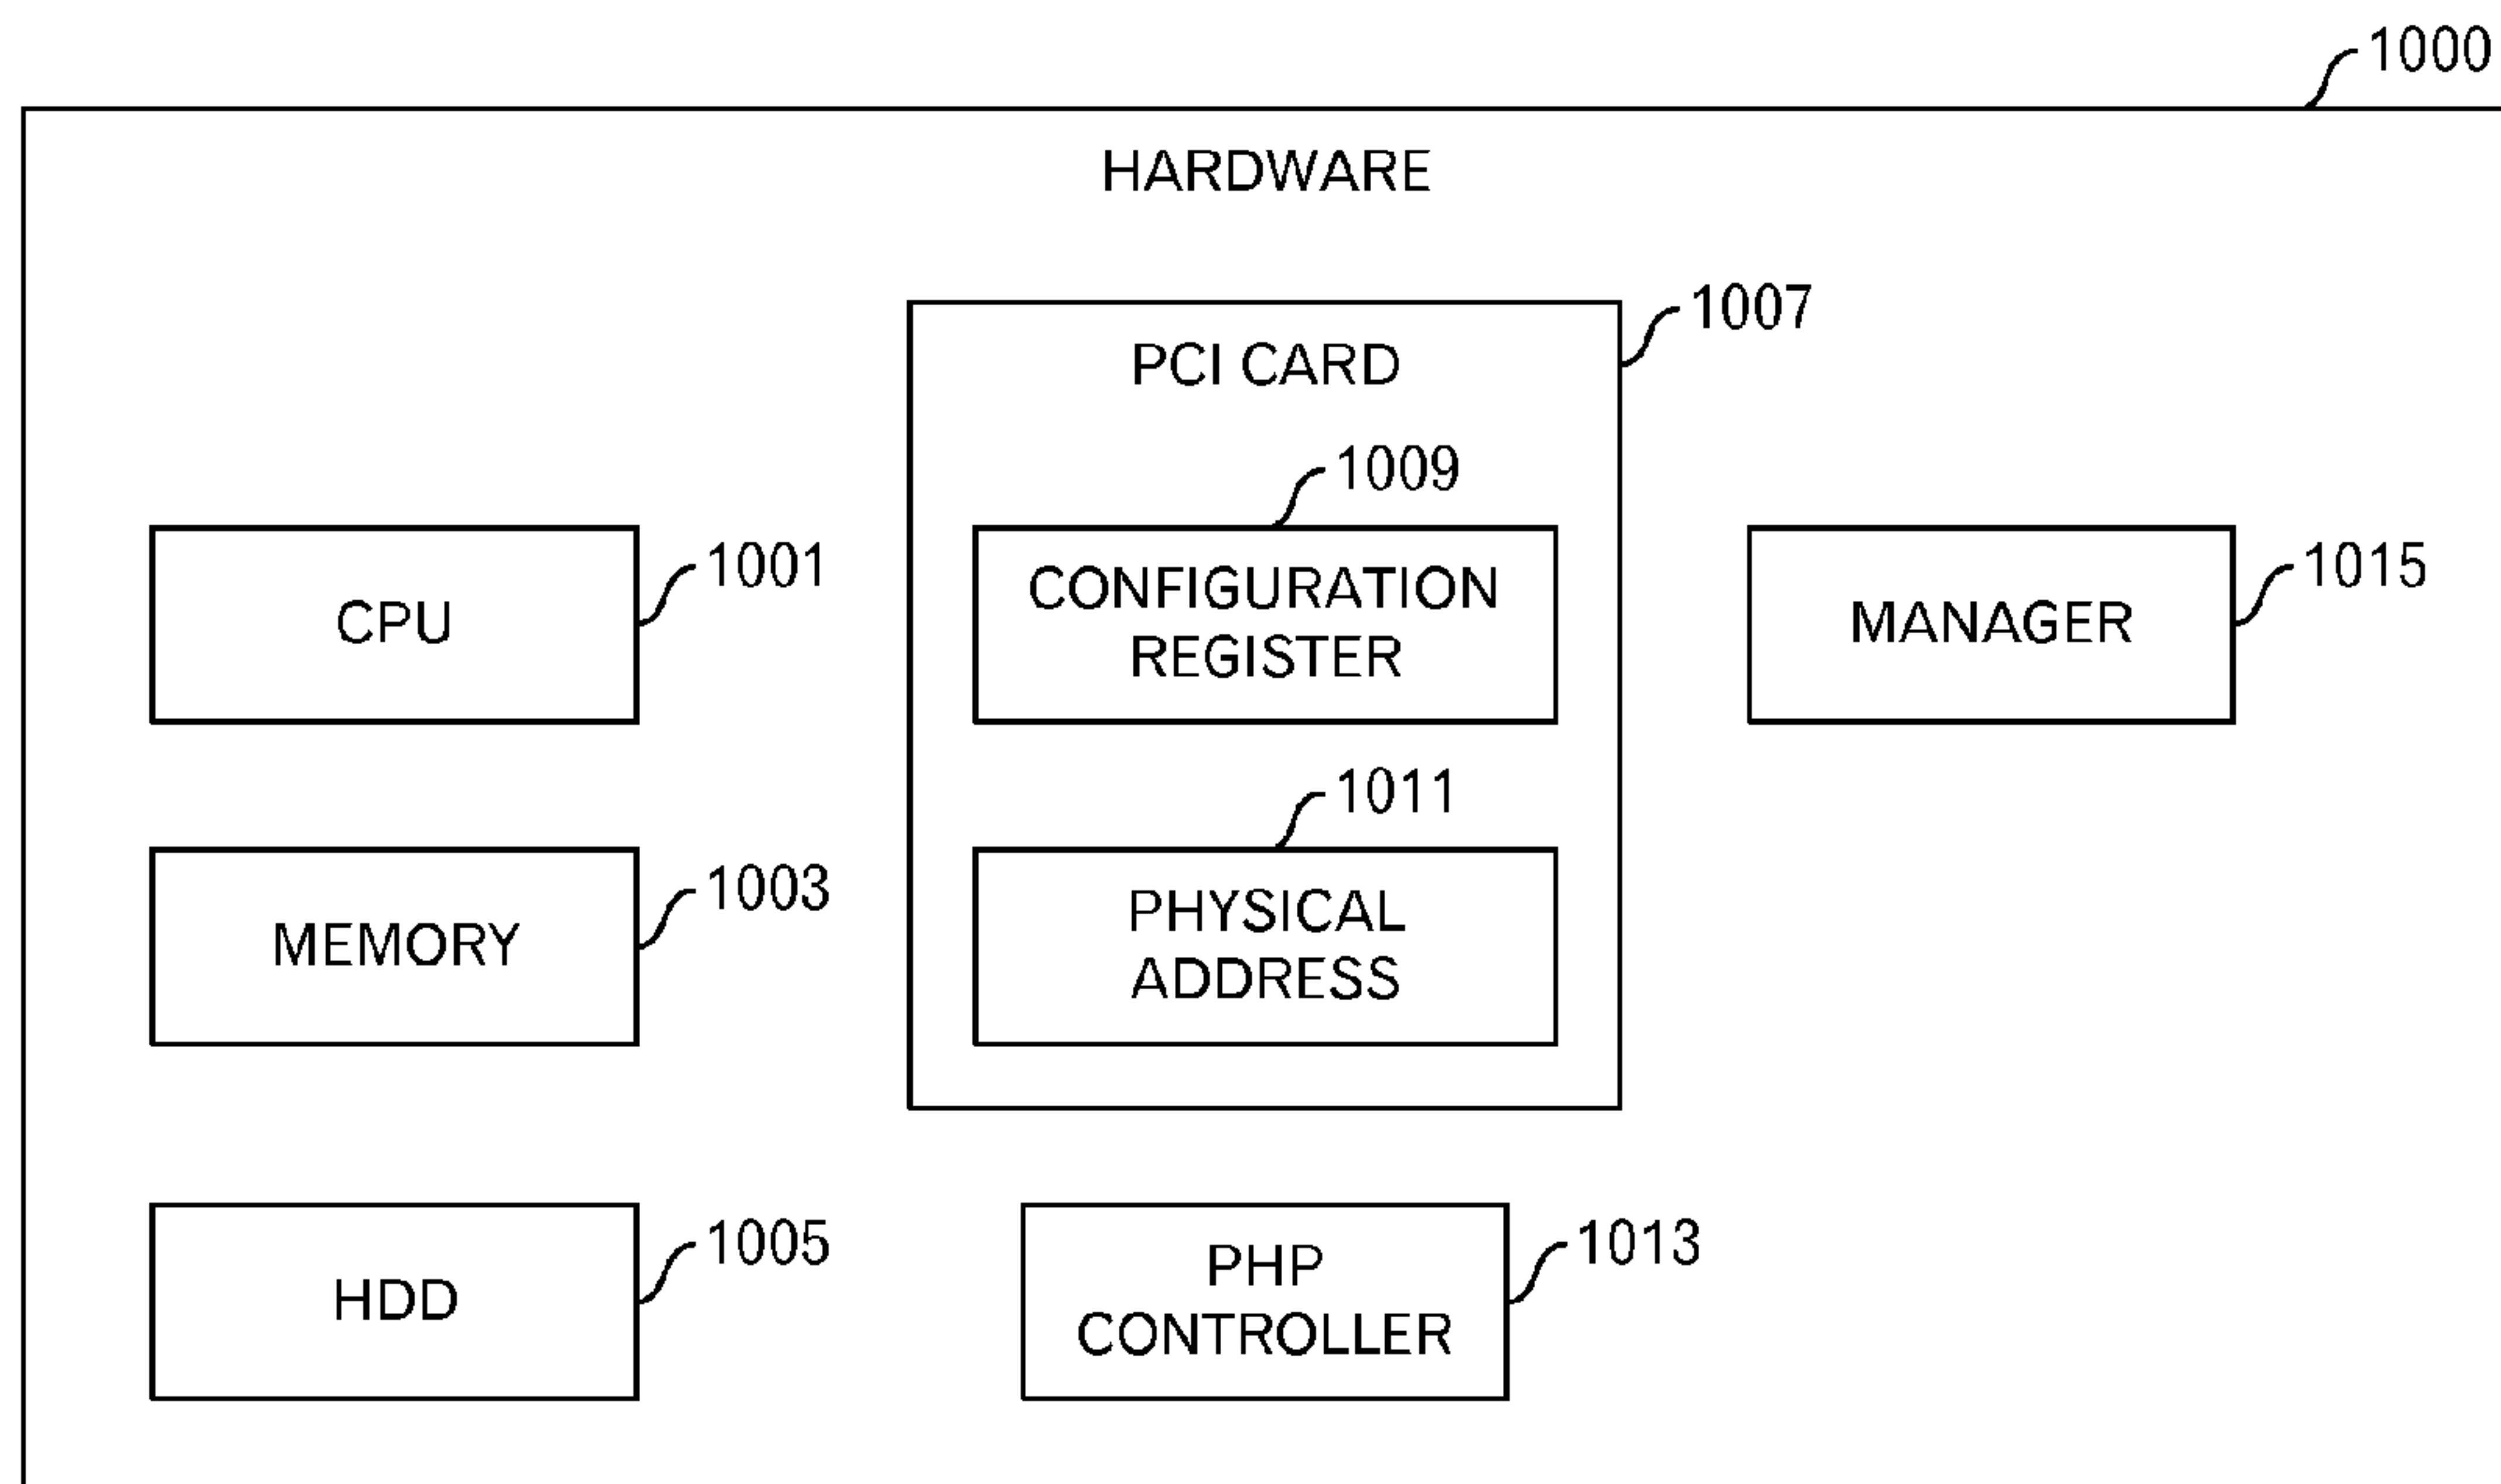 1000
HARDWARE
1007
PCI CARD
1009
CONFIGURATION
REGISTER
1001
CPU
1015
MANAGER
1011
PHYSICAL
ADDRESS
1003
MEMORY
1005
HDD
1013
PHP
CONTROLLER